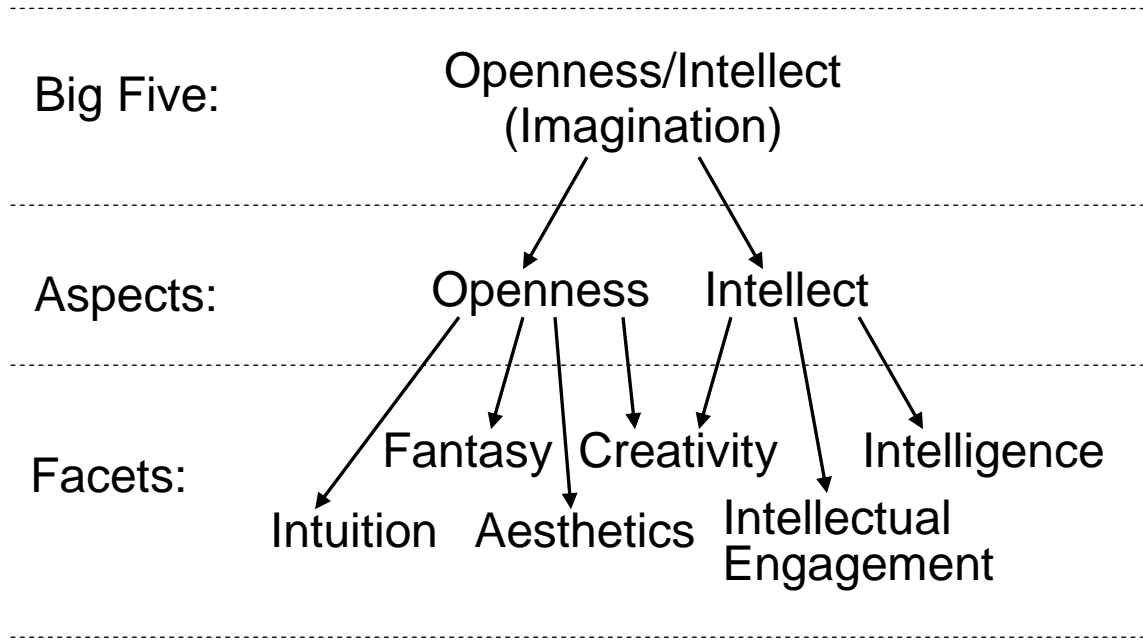 Big Five:
Openness/Intellect
(Imagination)
Aspects:
Openness
Intellect
Facets:
Fantasy
Creativity
Intelligence
Intuition
Aesthetics
Intellectual
Engagement